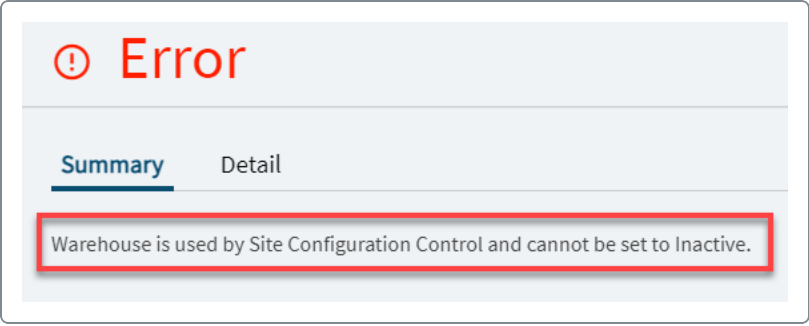 Error
Summary Detail
Warehouse is used by Site Configuration Control and cannot be set to Inactive.